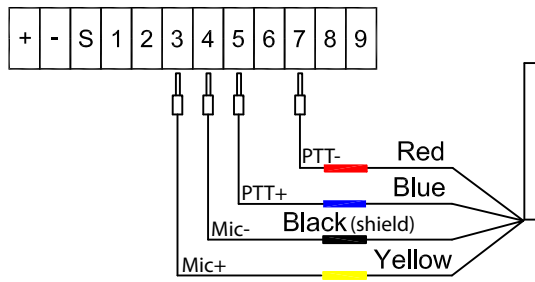 + - S 1 2 3 4 5 6 7 8 9
PTT- Red
PTT+ Blue
Mic- Black (shield)
Mic+ Yellow